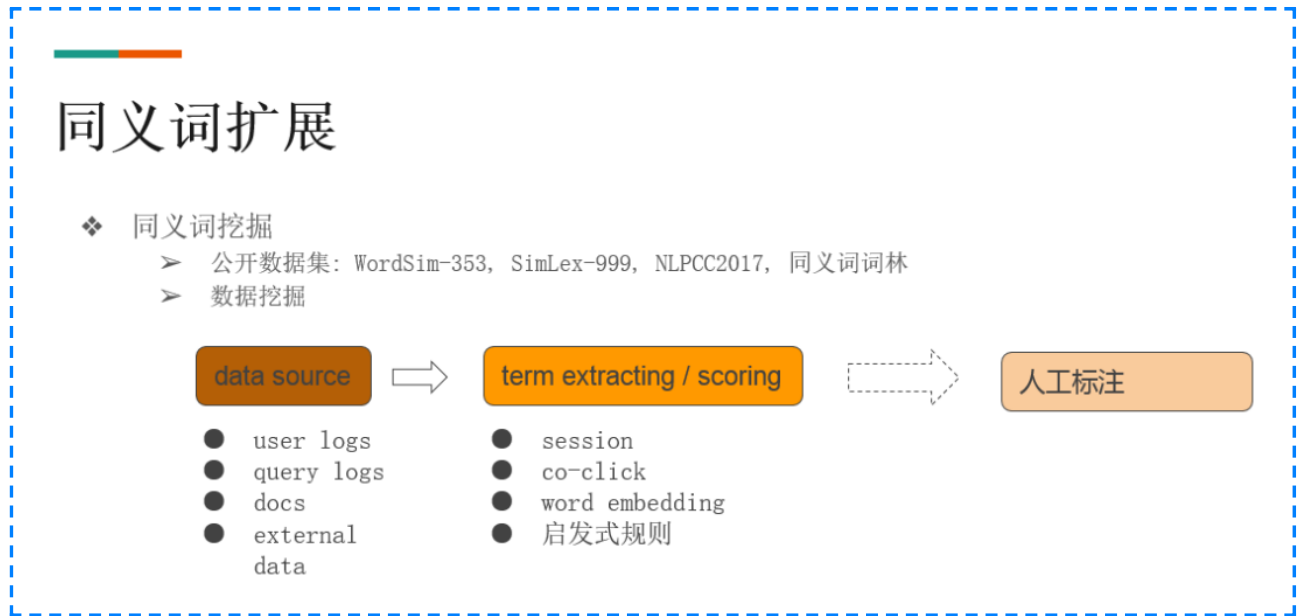 同义词扩展
同义词挖掘
公开数据集: WordSim-353, SimLex-999, NLPCC2017, 同义词词林
数据挖掘
data source
term extracting / scoring
人工标注
user logs
query logs
docs
external
data
session
co-click
word embedding
启发式规则